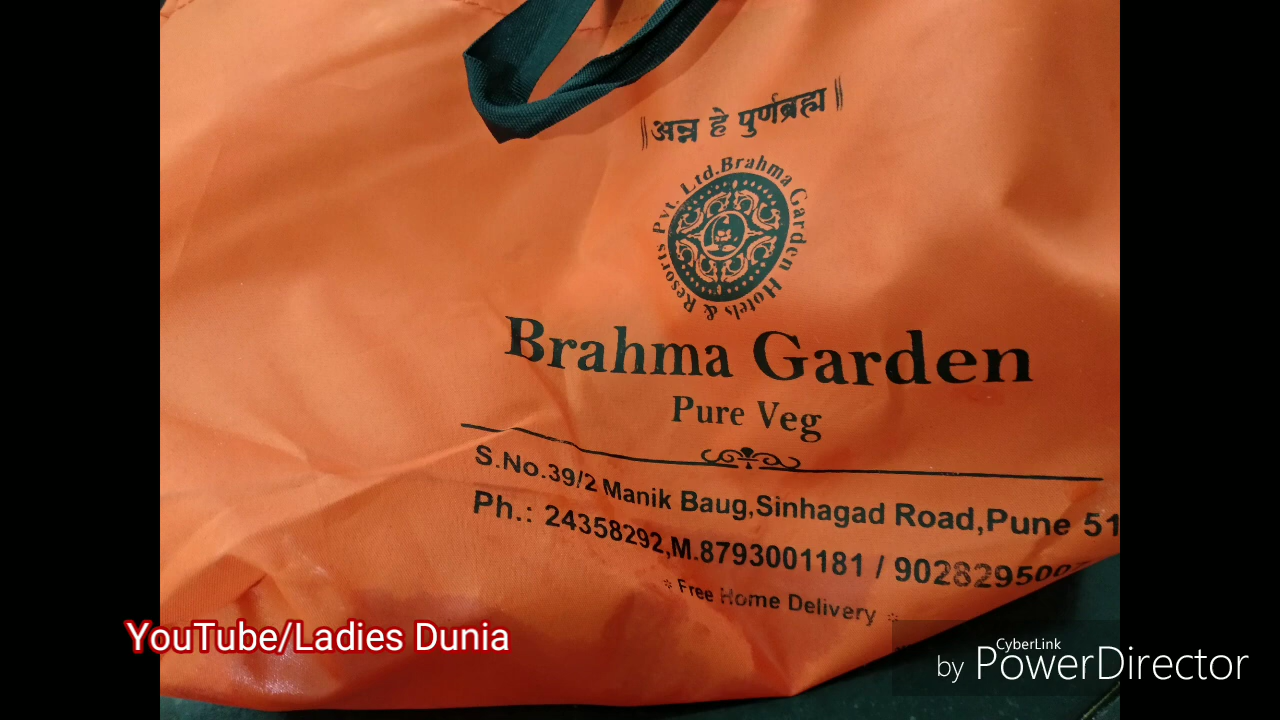 ॥ अन्न हे पुर्णब्रह्म ॥
Brahma Garden Hotels & Resorts Pvt. Ltd.
Brahma Garden
Pure Veg
S.No.39/2 Manik Baug,Sinhagad Road,Pune 51
Ph.: 24358292,M.8793001181 /
* Free Home Delivery *
YouTube/Ladies Dunia
CyberLink
by PowerDirector